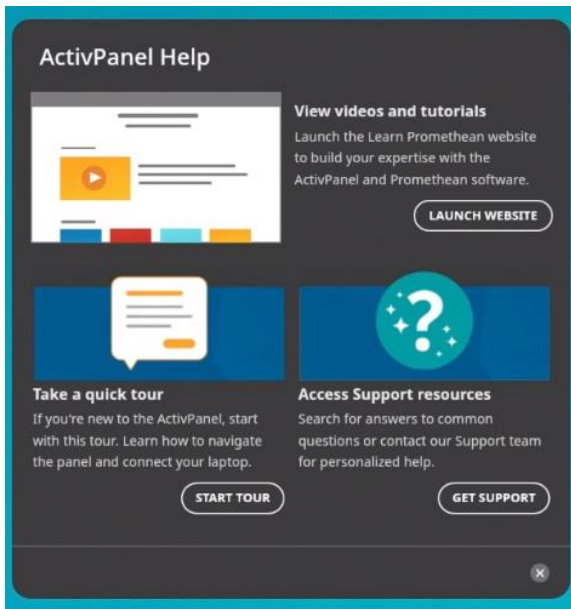 ActivPanel Help
View videos and tutorials
Launch the Learn Promethean website
to build your expertise with the
ActivPanel and Promethean software.
LAUNCH WEBSITE
Take a quick tour
If you're new to the ActivPanel, start
with this tour. Learn how to navigate
the panel and connect your laptop.
START TOUR
Access Support resources
Search for answers to common
questions or contact our Support team
for personalized help.
GET SUPPORT